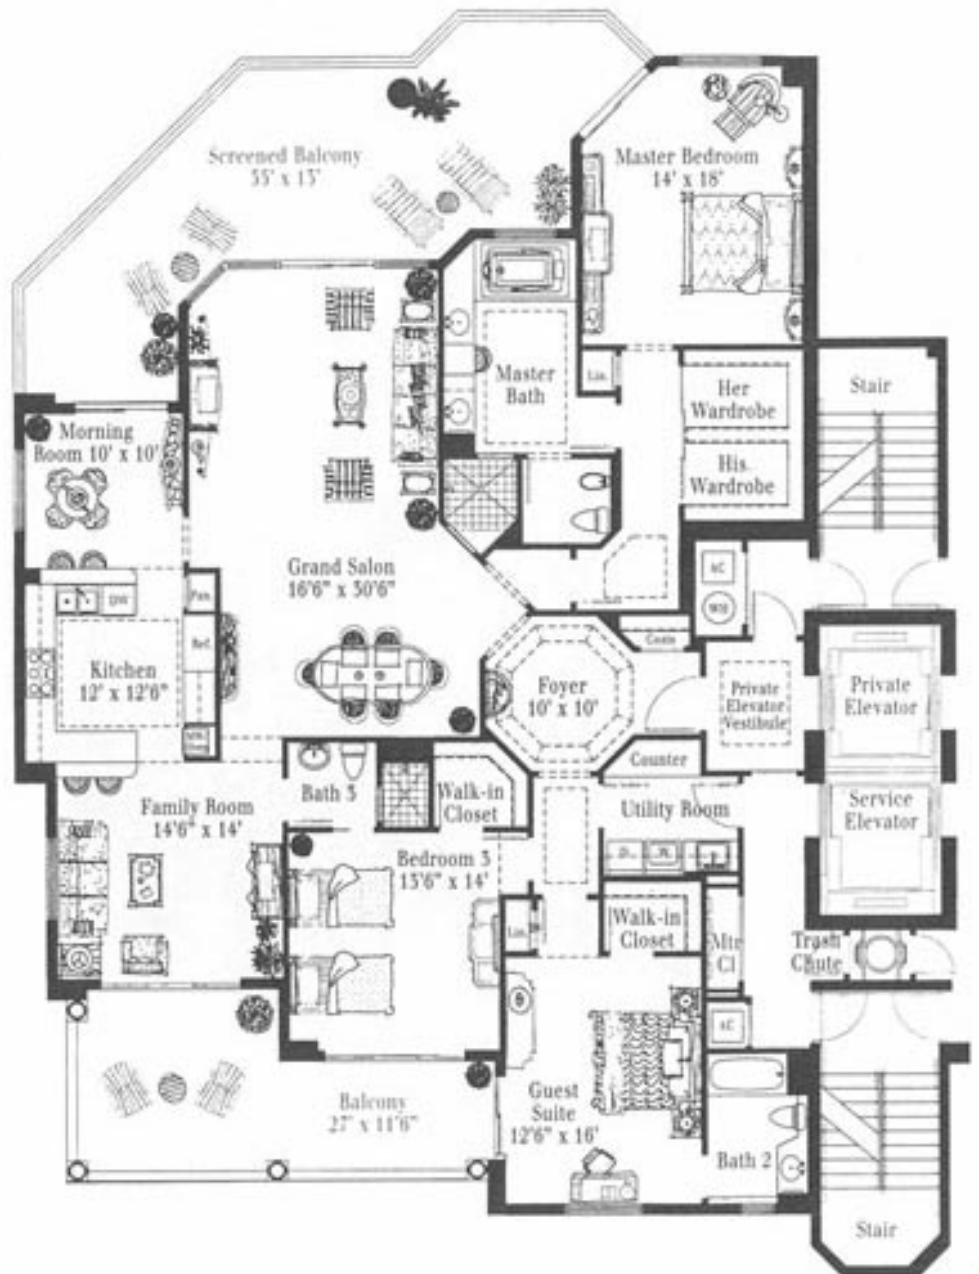 Screened Balcony
35' x 13'
Master Bedroom
14' x 18'
Master
Bath
Lin.
Her
Wardrobe
His
Wardrobe
Stair
Morning
Room 10' x 10'
Grand Salon
16'6" x 30'6"
AC
WH
DW
Pan.
Ref.
Kitchen
12' x 12'6"
Foyer
10' x 10'
Private
Elevator
Vestibule
Private
Elevator
Counter
Utility Room
Service
Elevator
Bath 3
Walk-in
Closet
Family Room
14'6" x 14'
Bedroom 3
13'6" x 14'
D
W
Lin.
Walk-in
Closet
Mtr
Cl
Trash
Chute
AC
Balcony
27' x 11'6"
Guest
Suite
12'6" x 16'
Bath 2
Stair